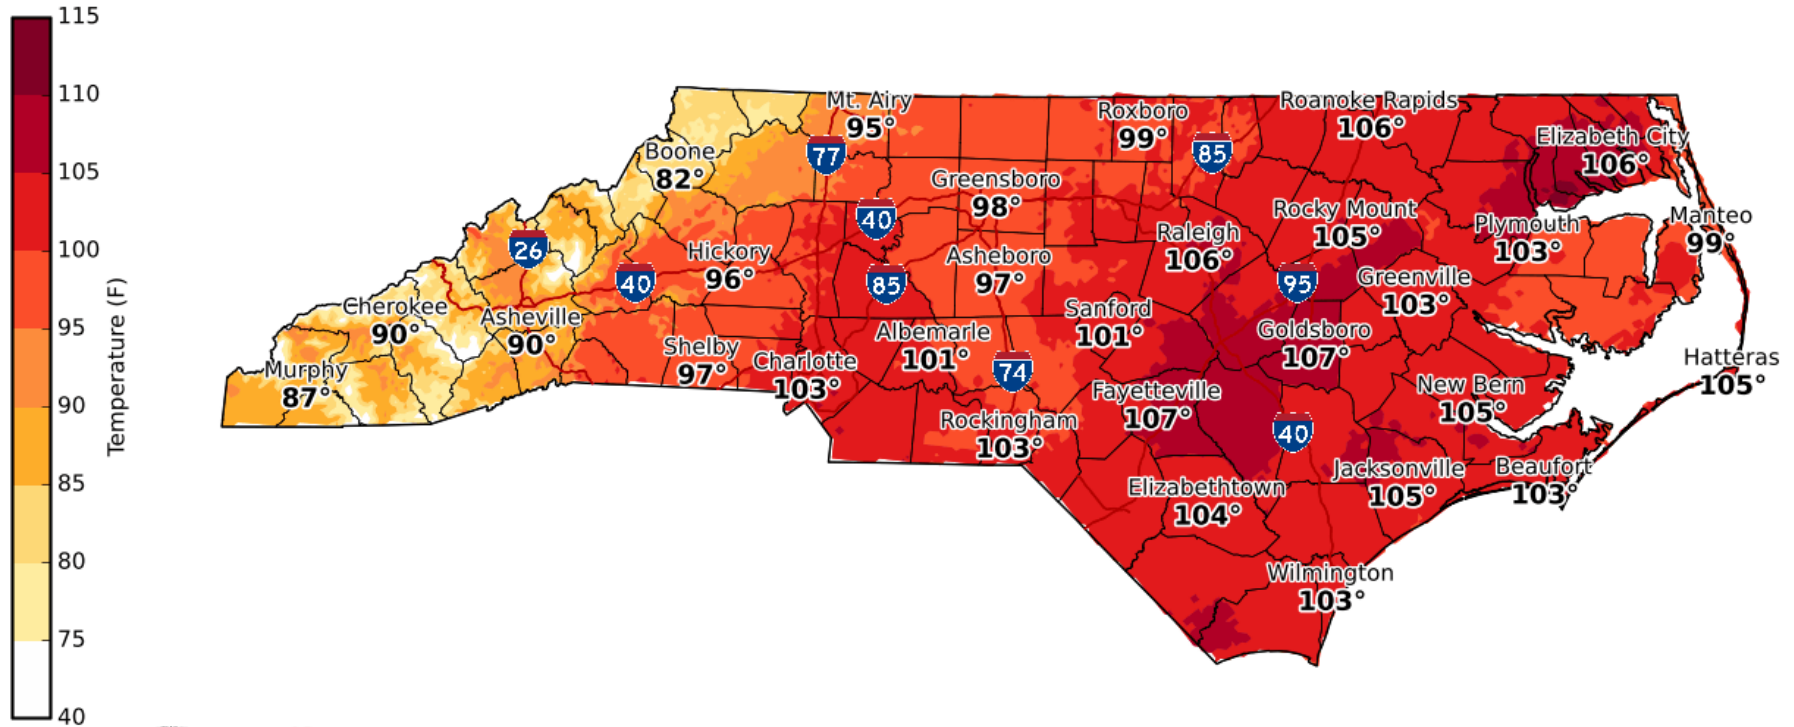 115
110
105
100
95
90
85
80
75
40
Temperature (F)
Mt. Airy
95°
Roxboro
99°
Roanoke Rapids
106°
Elizabeth City
106°
77
85
Boone
82°
Greensboro
98°
40
Rocky Mount
105°
Plymouth
103°
Manteo
99°
26
Hickory
96°
Raleigh
106°
40
85
Asheboro
97°
95
Greenville
103°
Cherokee
90°
Asheville
90°
Sanford
101°
Albemarle
101°
Goldsboro
107°
Shelby
97°
Charlotte
103°
74
Hatteras
105°
Murphy
87°
Fayetteville
107°
New Bern
105°
Rockingham
103°
40
Jacksonville
105°
Beaufort
103°
Elizabethtown
104°
Wilmington
103°